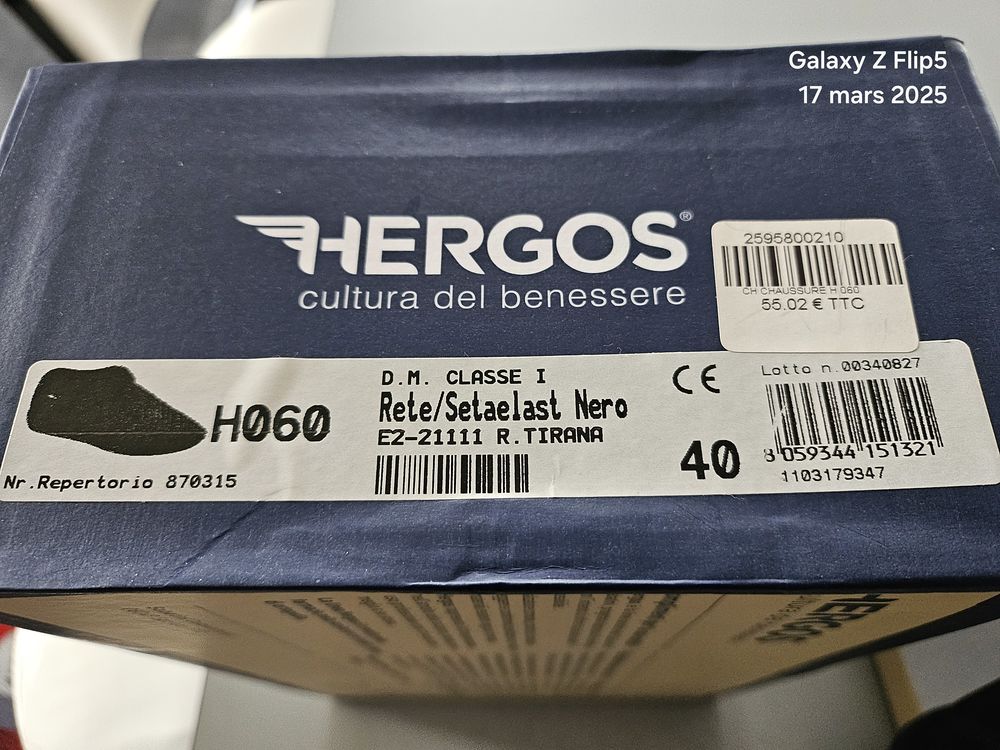 Galaxy Z Flip5
17 mars 2025
HERGOS®
cultura del benessere
2595800210
CH CHAUSSURE H 060
55.02 € TTC
H060
Nr.Repertorio 870315
D.M. CLASSE I
Rete/Setaelast Nero
E2-21111 R.TIRANA
CE
40
Lotto n.00340827
8 059344 151321
1103179347
HERGOS